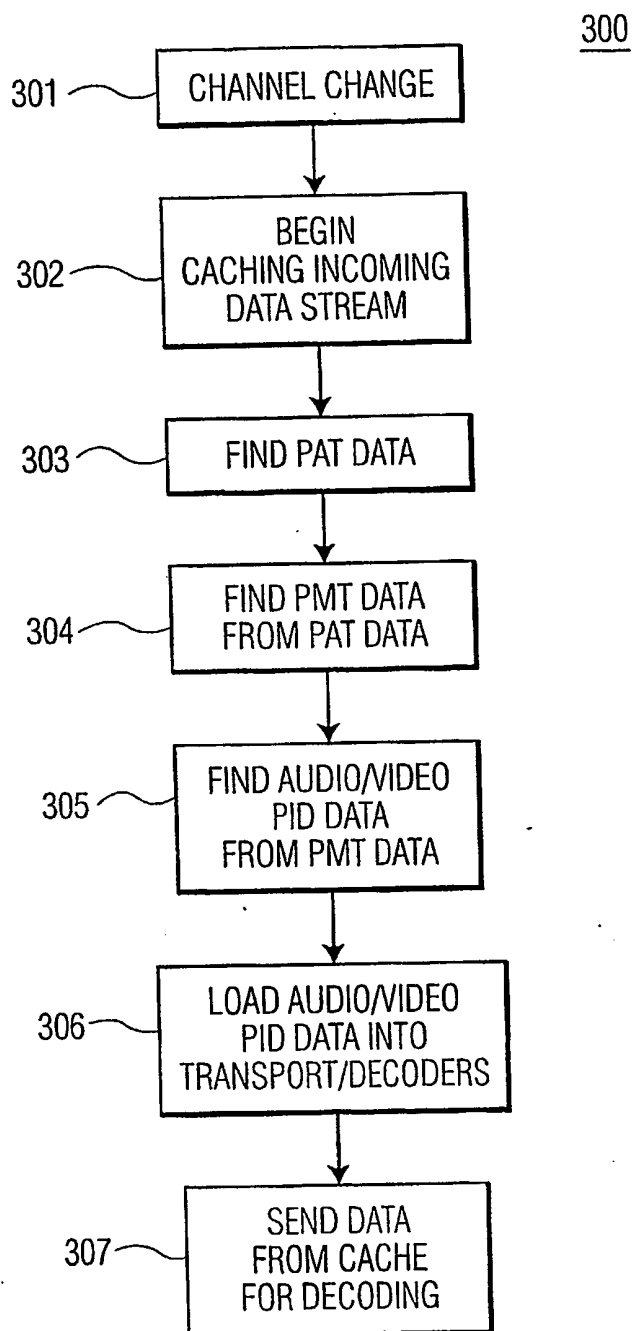 300
301
CHANNEL CHANGE
302
BEGIN
CACHING INCOMING
DATA STREAM
303
FIND PAT DATA
304
FIND PMT DATA
FROM PAT DATA
305
FIND AUDIO/VIDEO
PID DATA
FROM PMT DATA
306
LOAD AUDIO/VIDEO
PID DATA INTO
TRANSPORT/DECODERS
307
SEND DATA
FROM CACHE
FOR DECODING